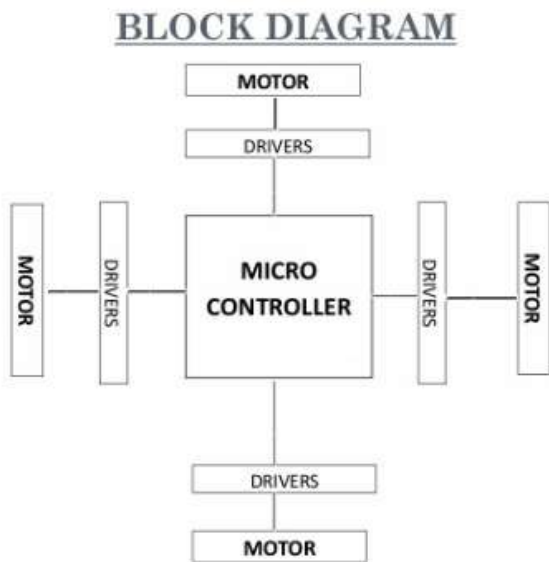 BLOCK DIAGRAM
MOTOR
DRIVERS
MOTOR
DRIVERS
MICRO
CONTROLLER
DRIVERS
MOTOR
DRIVERS
MOTOR